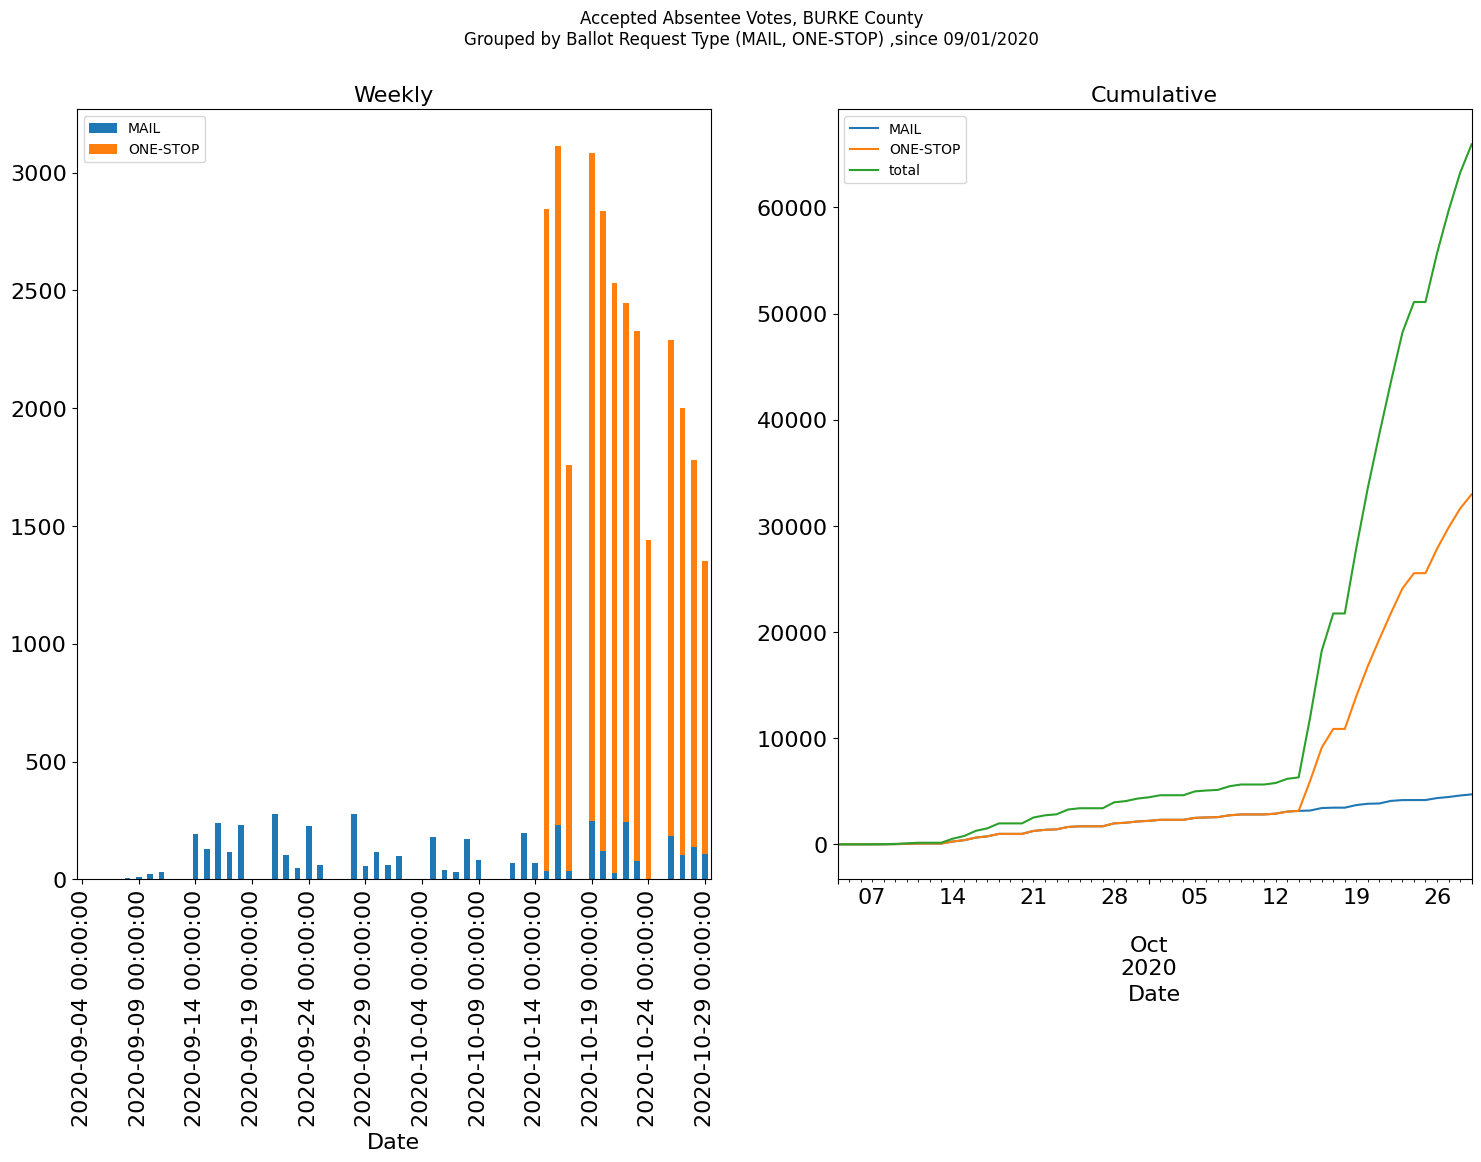 Accepted Absentee Votes, BURKE County
Grouped by Ballot Request Type (MAIL, ONE-STOP) ,since 09/01/2020
Weekly
MAIL
ONE-STOP
3000
2500
2000
1500
1000
500
0
2020-09-04 00:00:00
2020-09-09 00:00:00
2020-09-14 00:00:00
2020-09-19 00:00:00
2020-09-24 00:00:00
2020-09-29 00:00:00
2020-10-04 00:00:00
2020-10-09 00:00:00
2020-10-14 00:00:00
2020-10-19 00:00:00
2020-10-24 00:00:00
2020-10-29 00:00:00
Date
Cumulative
MAIL
ONE-STOP
total
60000
50000
40000
30000
20000
10000
0
07 14 21 28 05 12 19 26
Oct
2020
Date